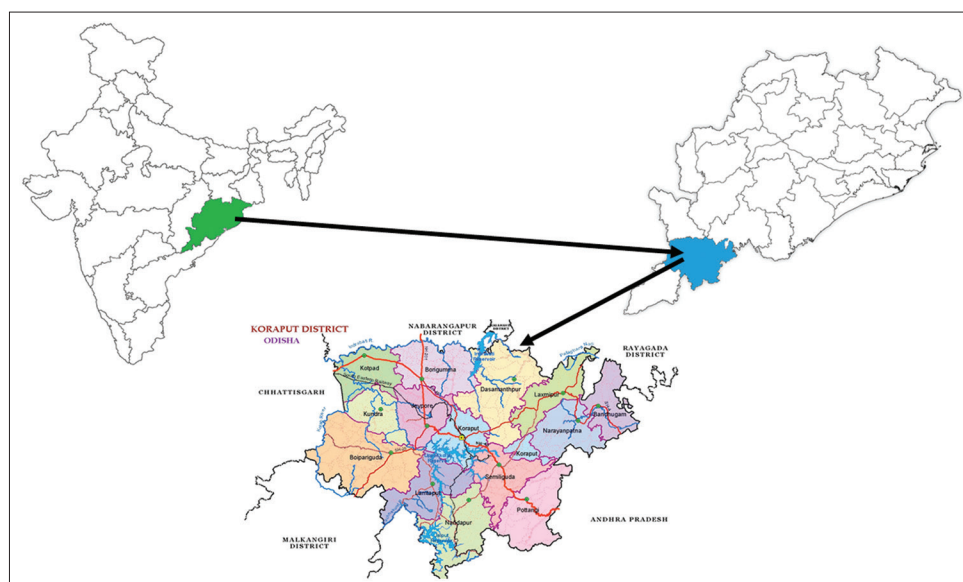 KORAPUT DISTRICT
ODISHA
NABARANGAPUR
DISTRICT
RAYAGADA
DISTRICT
CHHATTISGARH
Kotpad
Borigumma
Dasamanthpur
Laxmipur
Bandhugam
Kundra
Jeypore
Koraput
Narayanpatna
Koraput
Boipariguda
Semiliguda
Lamtaput
Nandapur
Pottangi
MALKANGIRI
DISTRICT
ANDHRA PRADESH